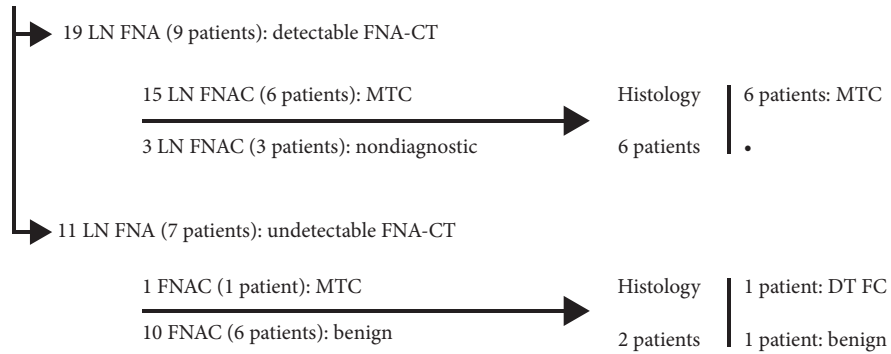 19 LN FNA (9 patients): detectable FNA-CT
15 LN FNAC (6 patients): MTC
3 LN FNAC (3 patients): nondiagnostic
Histology
6 patients
6 patients: MTC
•
11 LN FNA (7 patients): undetectable FNA-CT
1 FNAC (1 patient): MTC
10 FNAC (6 patients): benign
Histology
2 patients
1 patient: DT FC
1 patient: benign